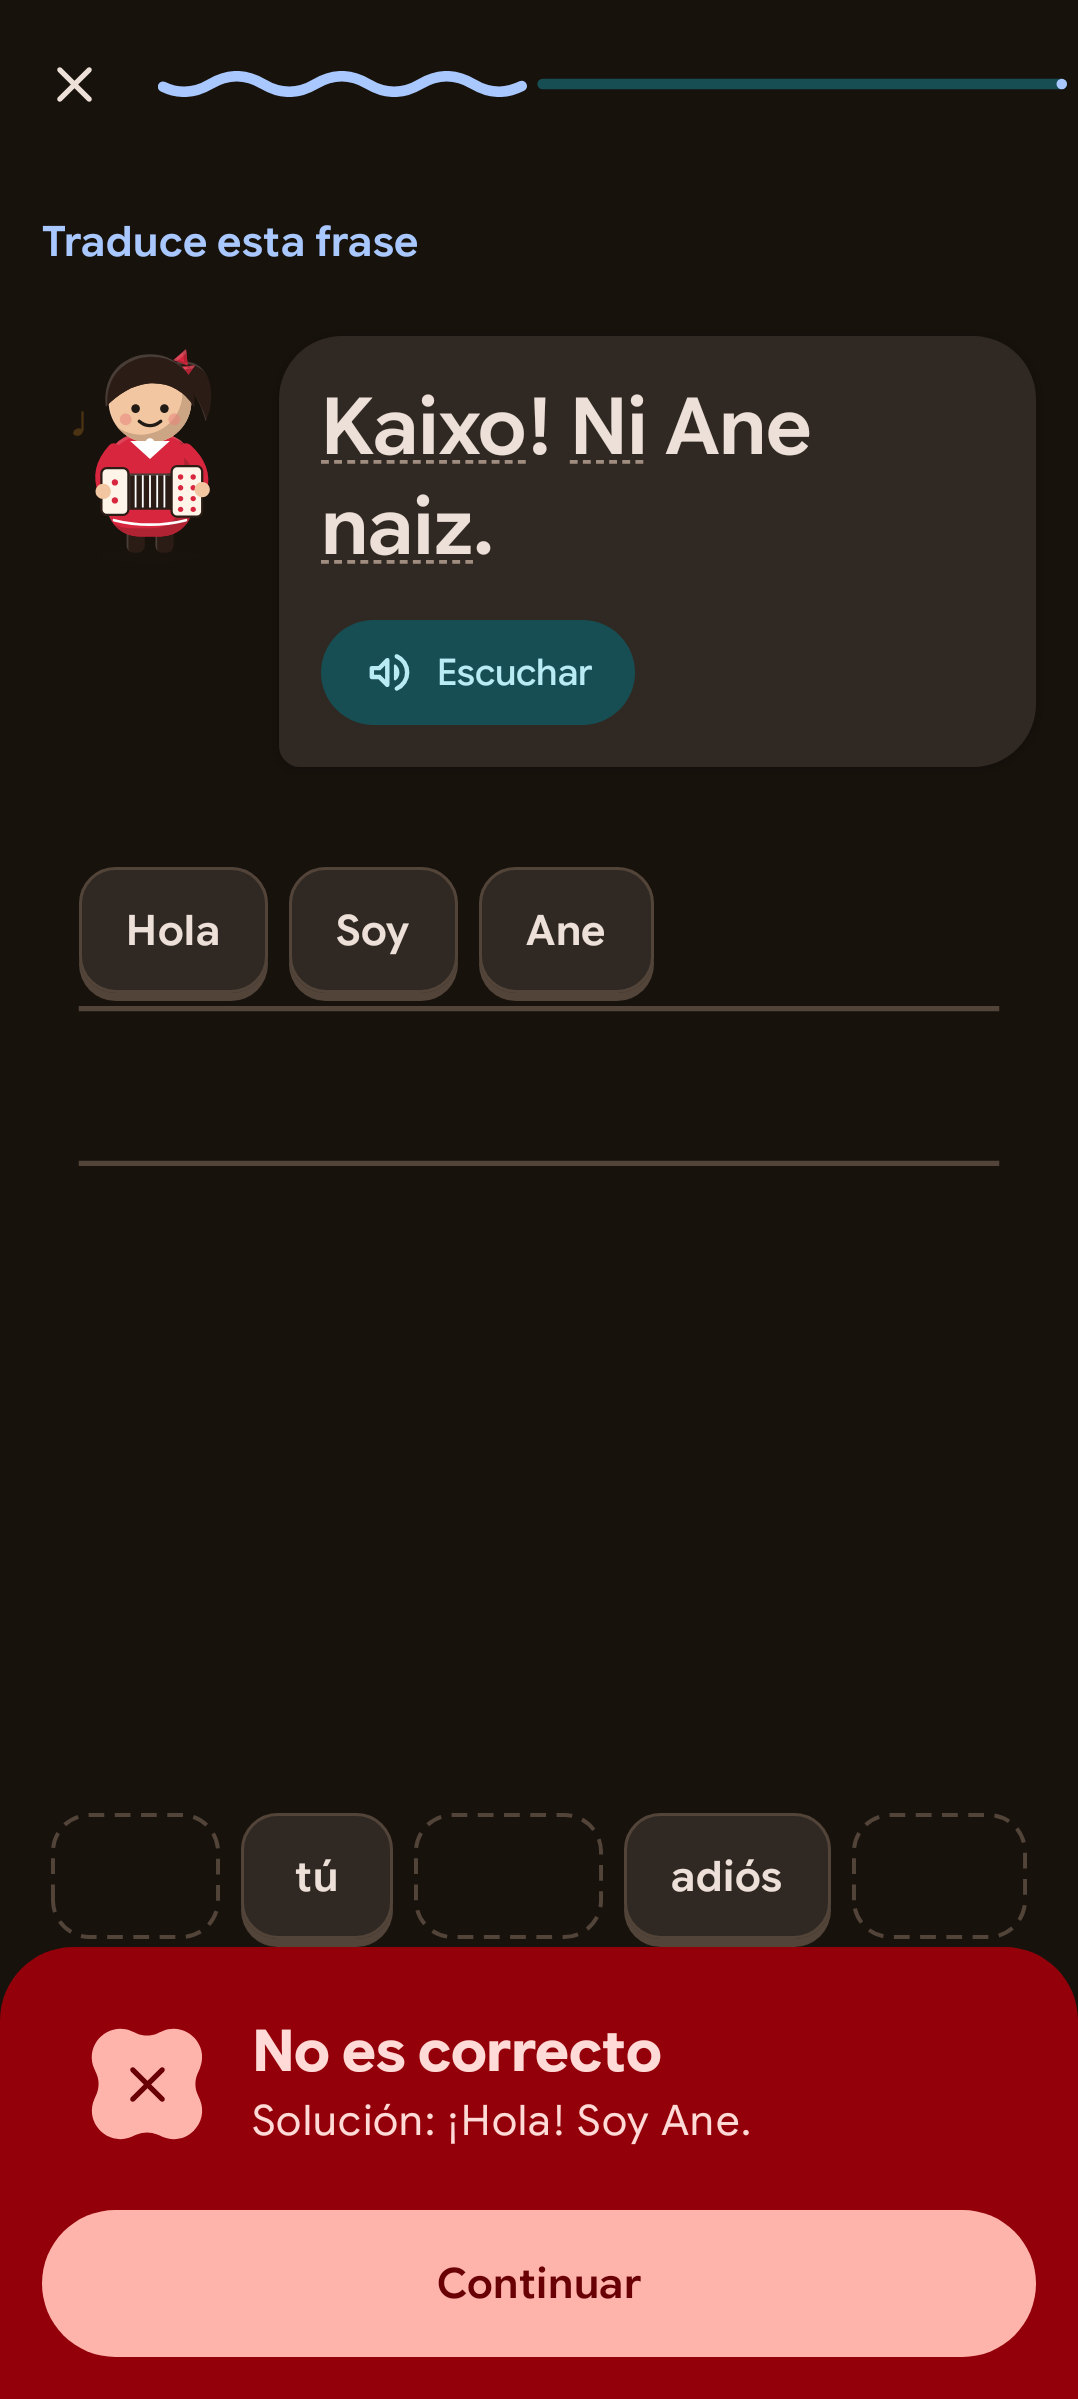 Traduce esta frase
Kaixo! Ni Ane
naiz.
Escuchar
Hola Soy Ane
tú adiós
No es correcto
Solución: ¡Hola! Soy Ane.
Continuar